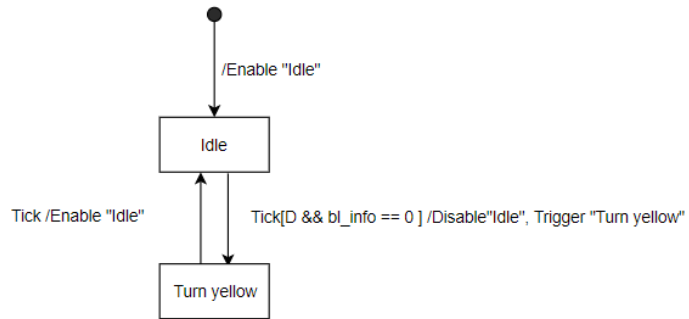 /Enable "Idle"
Idle
Tick /Enable "Idle"
Tick[D && bl_info == 0 ] /Disable"Idle", Trigger "Turn yellow"
Turn yellow